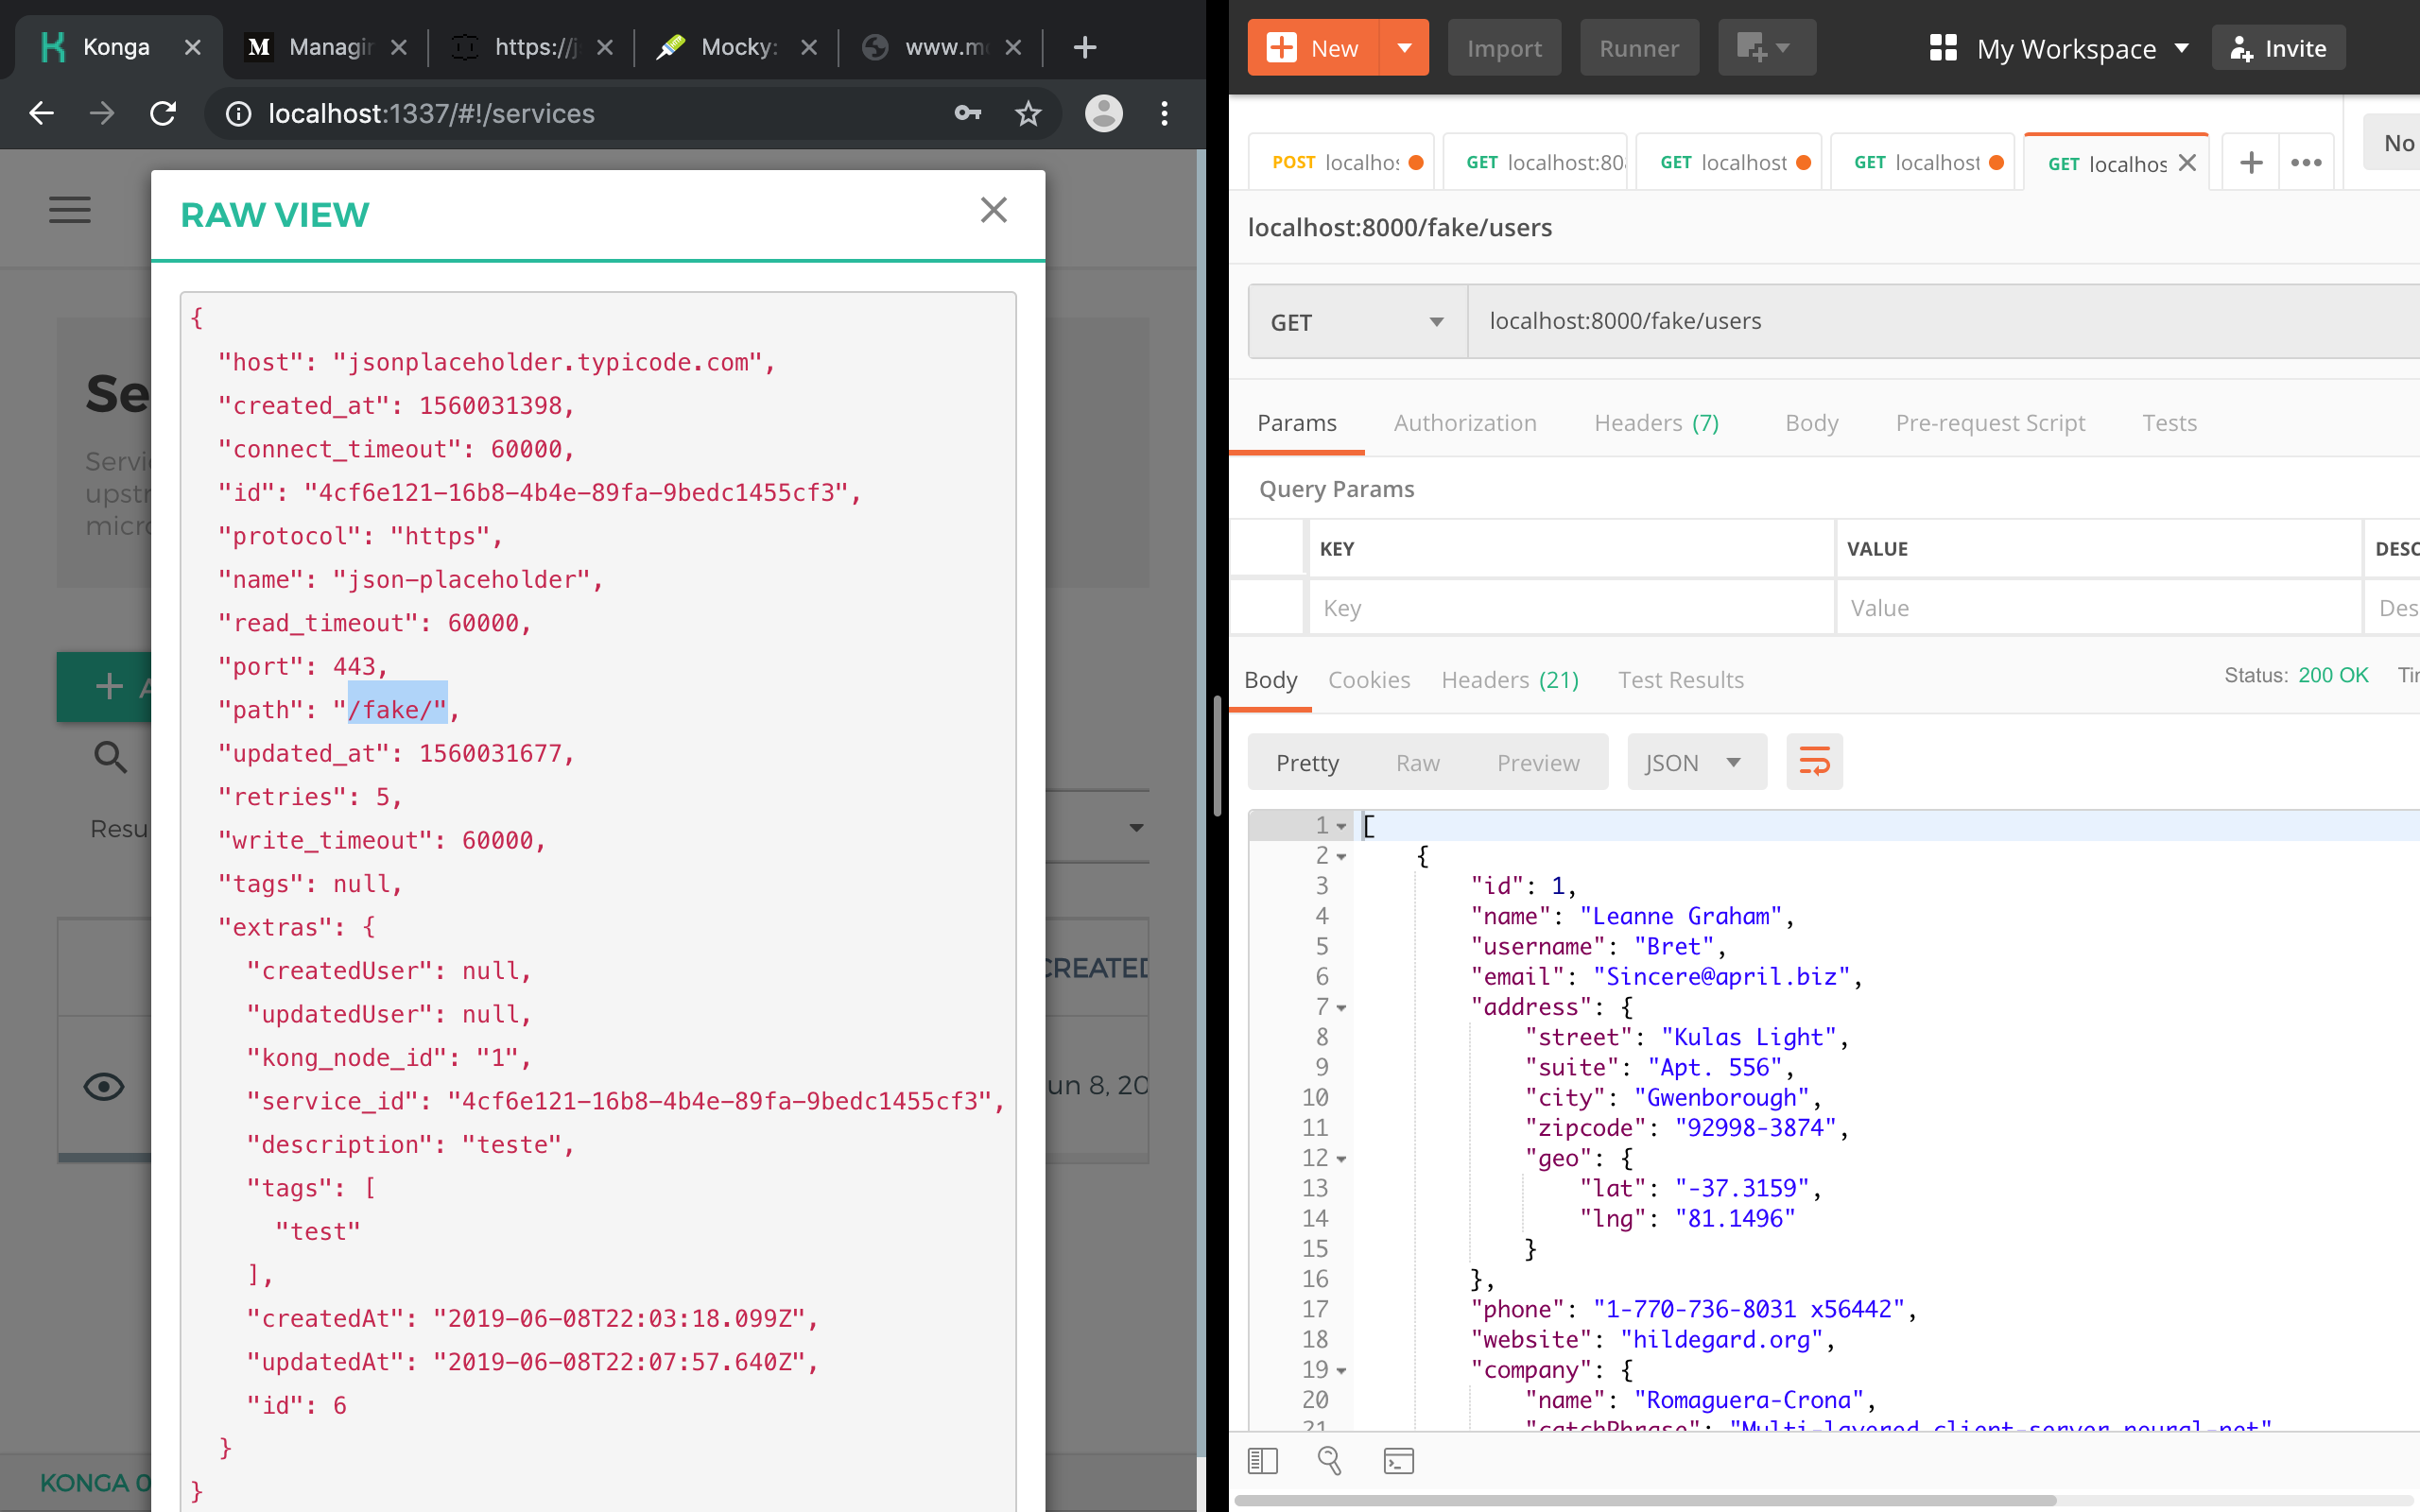 Konga
Managin
https://j
Mocky:
www.m
localhost:1337/#!/services
RAW VIEW
{
"host": "jsonplaceholder.typicode.com",
"created_at": 1560031398,
"connect_timeout": 60000,
"id": "4cf6e121-16b8-4b4e-89fa-9bedc1455cf3",
"protocol": "https",
"name": "json-placeholder",
"read_timeout": 60000,
"port": 443,
"path": "/fake/",
"updated_at": 1560031677,
"retries": 5,
"write_timeout": 60000,
"tags": null,
"extras": {
"createdUser": null,
"updatedUser": null,
"kong_node_id": "1",
"service_id": "4cf6e121-16b8-4b4e-89fa-9bedc1455cf3",
"description": "teste",
"tags": [
"test"
],
"createdAt": "2019-06-08T22:03:18.099Z",
"updatedAt": "2019-06-08T22:07:57.640Z",
"id": 6
}
}
Se
Servi
upstr
micro
Resu
CREATED
un 8, 20
KONGA 0
New
Import
Runner
My Workspace
Invite
POST localhos
GET localhost:80
GET localhost
GET localhost
GET localhos
No
localhost:8000/fake/users
GET localhost:8000/fake/users
Params Authorization Headers (7) Body Pre-request Script Tests
Query Params
KEY VALUE DESC
Key Value Des
Body Cookies Headers (21) Test Results Status: 200 OK Tir
Pretty Raw Preview JSON
1 [
2 {
3 "id": 1,
4 "name": "Leanne Graham",
5 "username": "Bret",
6 "email": "Sincere@april.biz",
7 "address": {
8 "street": "Kulas Light",
9 "suite": "Apt. 556",
10 "city": "Gwenborough",
11 "zipcode": "92998-3874",
12 "geo": {
13 "lat": "-37.3159",
14 "lng": "81.1496"
15 }
16 },
17 "phone": "1-770-736-8031 x56442",
18 "website": "hildegard.org",
19 "company": {
20 "name": "Romaguera-Crona",
21 "catchPhrase": "Multi-layered client-server neural-net"